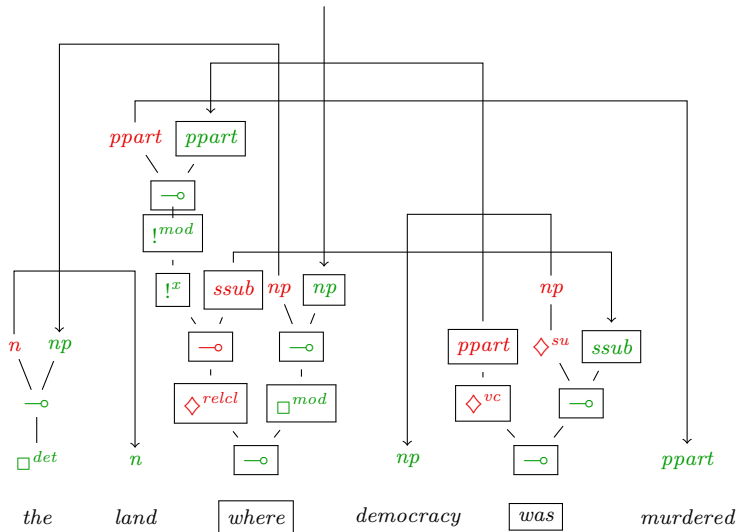 ppart ppart
⊸
!mod
!x ssub np np
n np ⊸ ⊸ ppart ◇su ssub
⊸ ◇relcl □mod ◇vc ⊸
□det n ⊸ np ⊸ ppart
np
the land where democracy was murdered